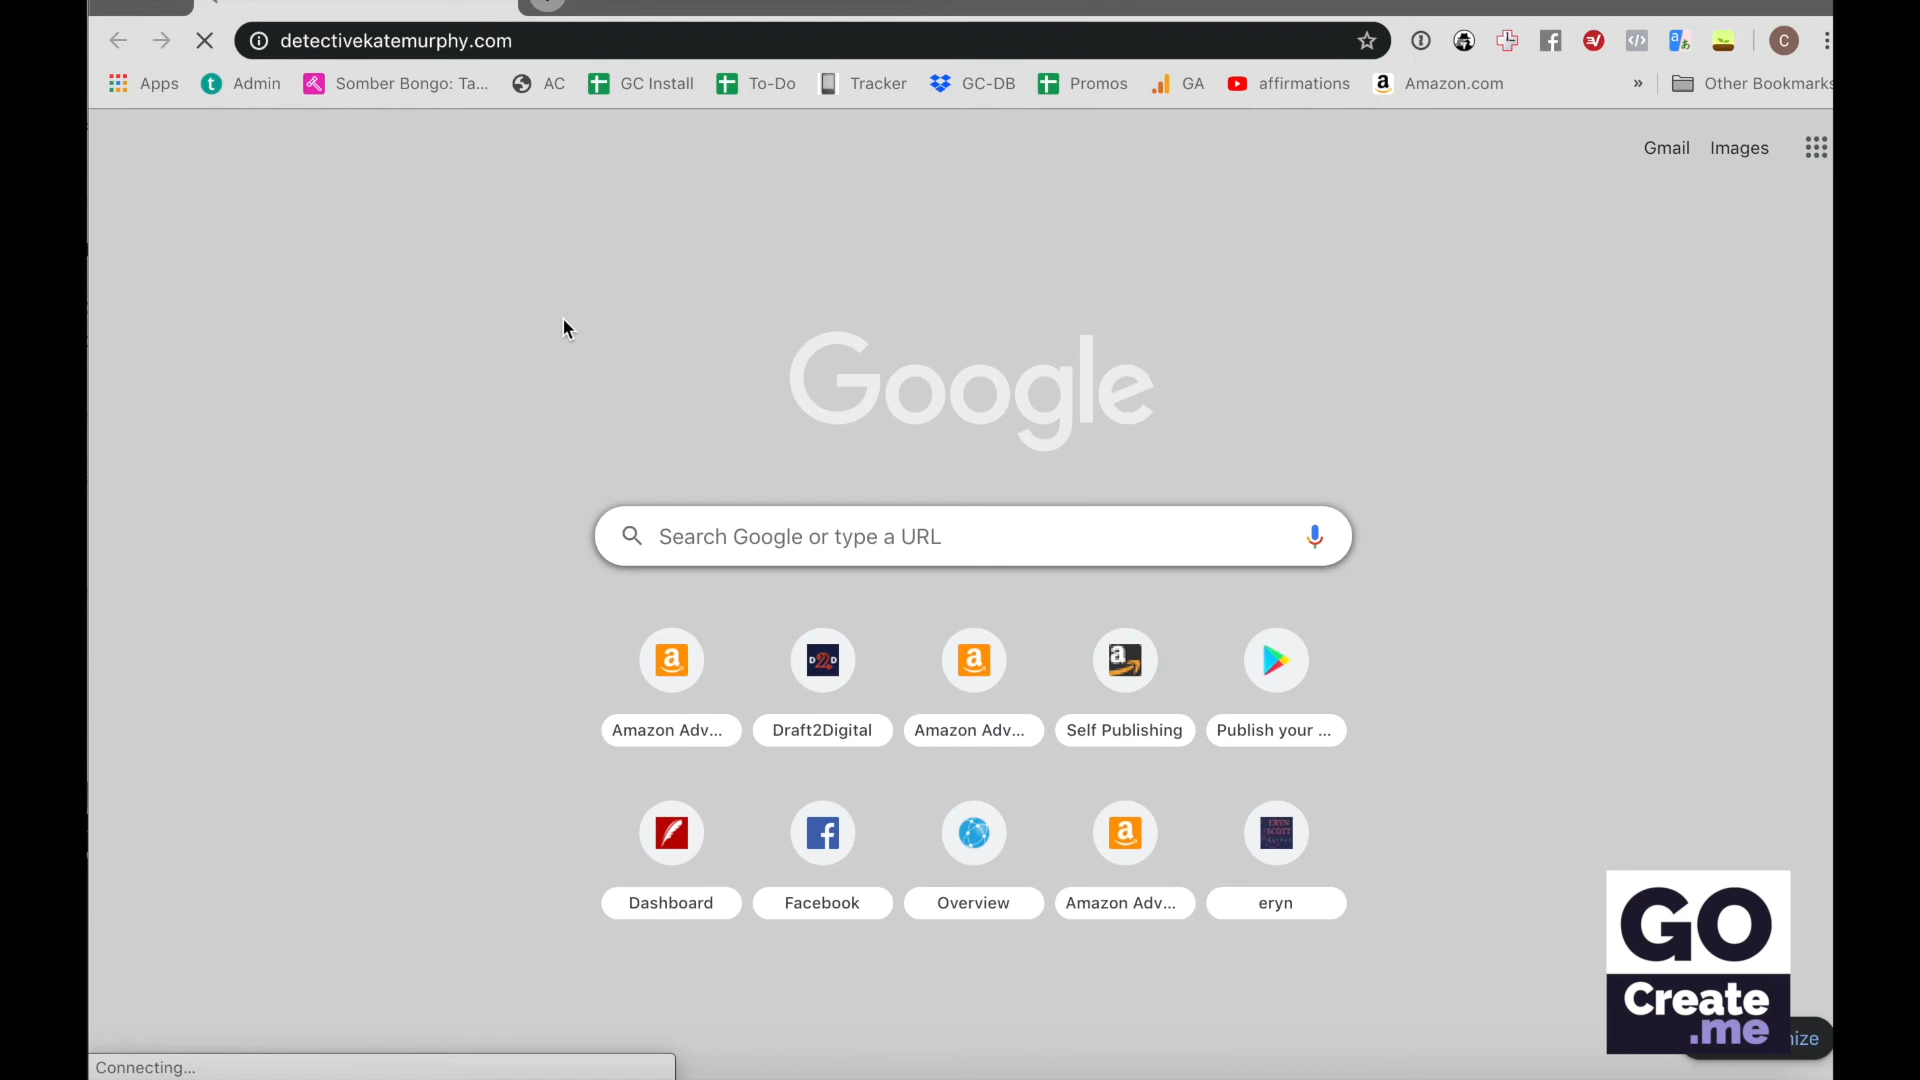 detectivekatemurphy.com
Apps Admin Somber Bongo: Ta... AC GC Install To-Do Tracker GC-DB Promos GA affirmations Amazon.com » Other Bookmarks
Gmail Images
Google
Search Google or type a URL
Amazon Adv... Draft2Digital Amazon Adv... Self Publishing Publish your ...
Dashboard Facebook Overview Amazon Adv... eryn
GO
Create
.me
Connecting...